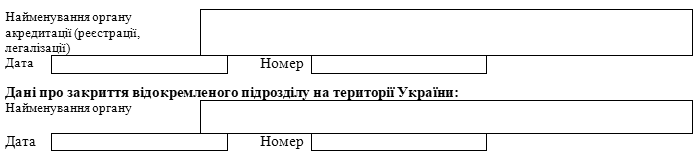 Найменування органу
акредитації (реєстрації,
легалізації)
Дата Номер
Дані про закриття відокремленого підрозділу на території України:
Найменування органу
Дата Номер